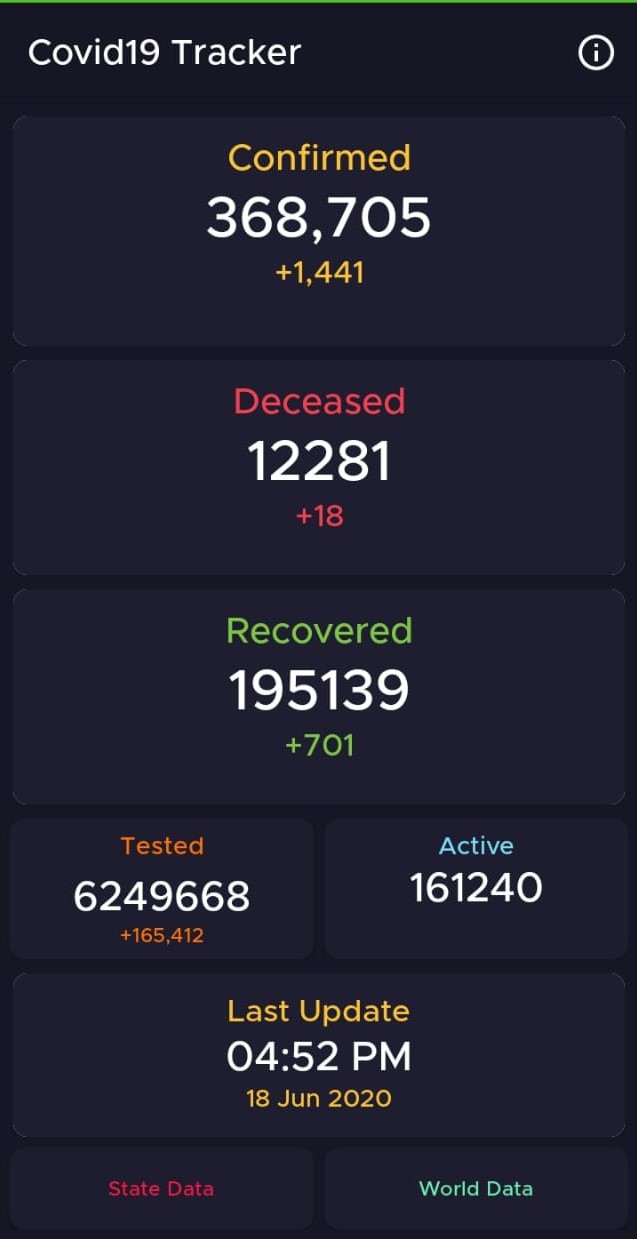 Covid19 Tracker
Confirmed
368,705
+1,441
Deceased
12281
+18
Recovered
195139
+701
Tested
6249668
+165,412
Active
161240
Last Update
04:52 PM
18 Jun 2020
State Data
World Data